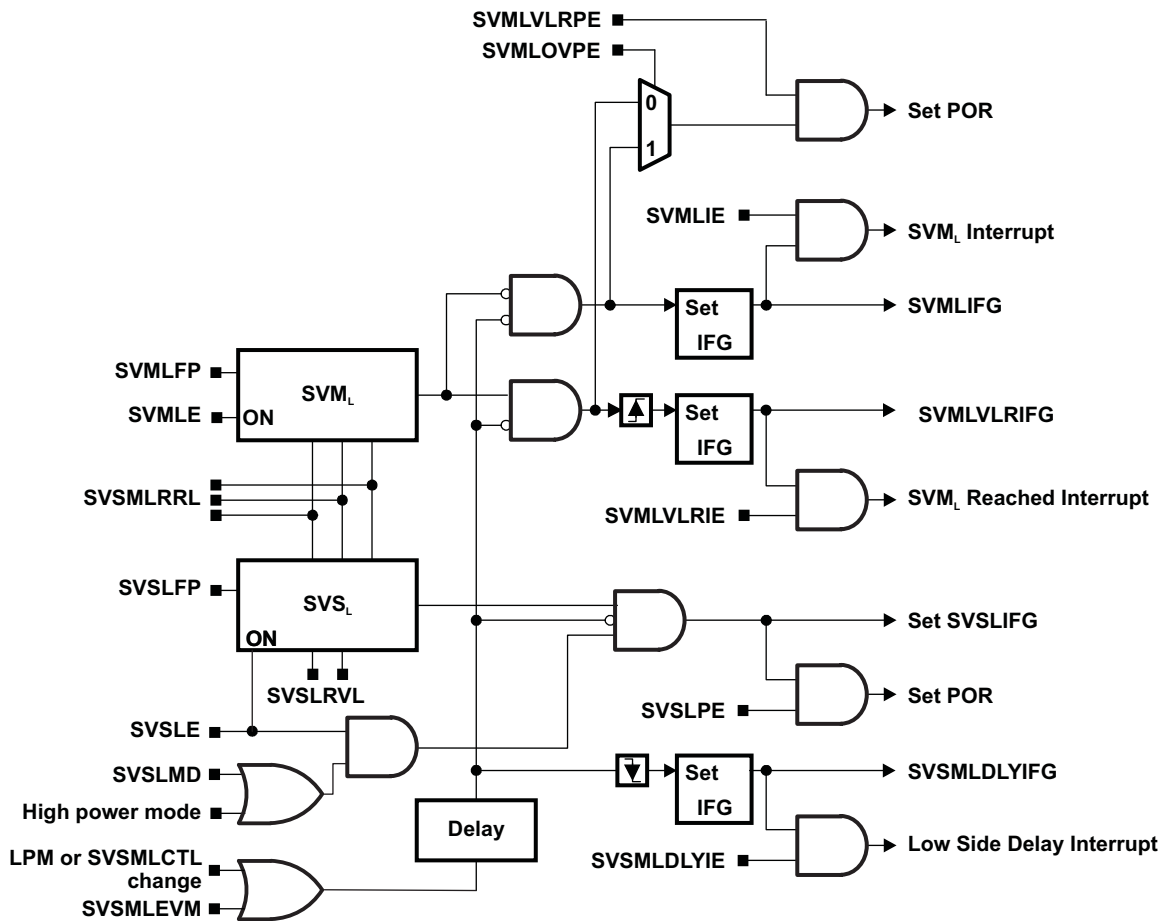 SVMLVLRPE
SVMLOVPE
0
1
Set POR
SVMLIE
SVML Interrupt
Set
IFG
SVMLIFG
SVMLFP
SVML
SVMLE
ON
Set
IFG
SVMLVLRIFG
SVSMLRRL
SVMLVLRIE
SVML Reached Interrupt
SVSLFP
SVSL
ON
Set SVSLIFG
SVSLRVL
SVSLPE
Set POR
SVSLE
SVSLMD
High power mode
Set
IFG
SVSMLDLYIFG
Delay
LPM or SVSMLCTL
change
SVSMLEVM
SVSMLDLYIE
Low Side Delay Interrupt